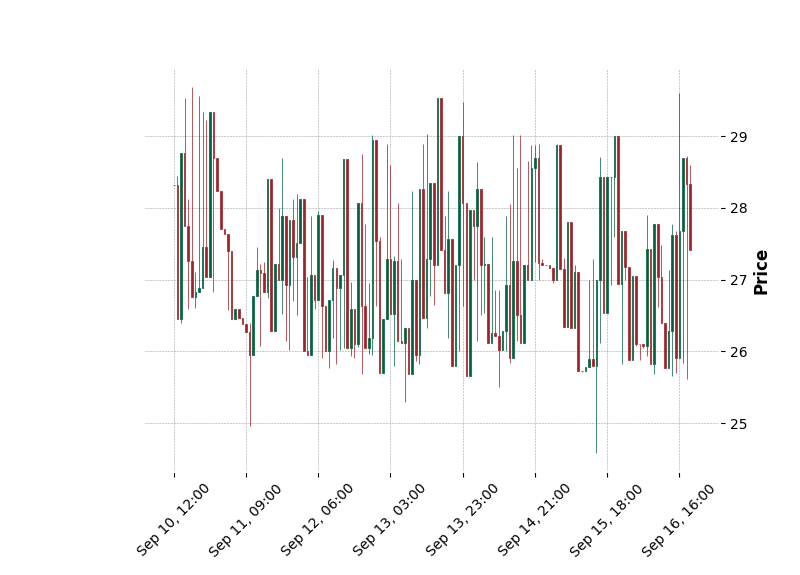 29
28
27
26
25
Price
Sep 10, 12:00
Sep 11, 09:00
Sep 12, 06:00
Sep 13, 03:00
Sep 13, 23:00
Sep 14, 21:00
Sep 15, 18:00
Sep 16, 16:00